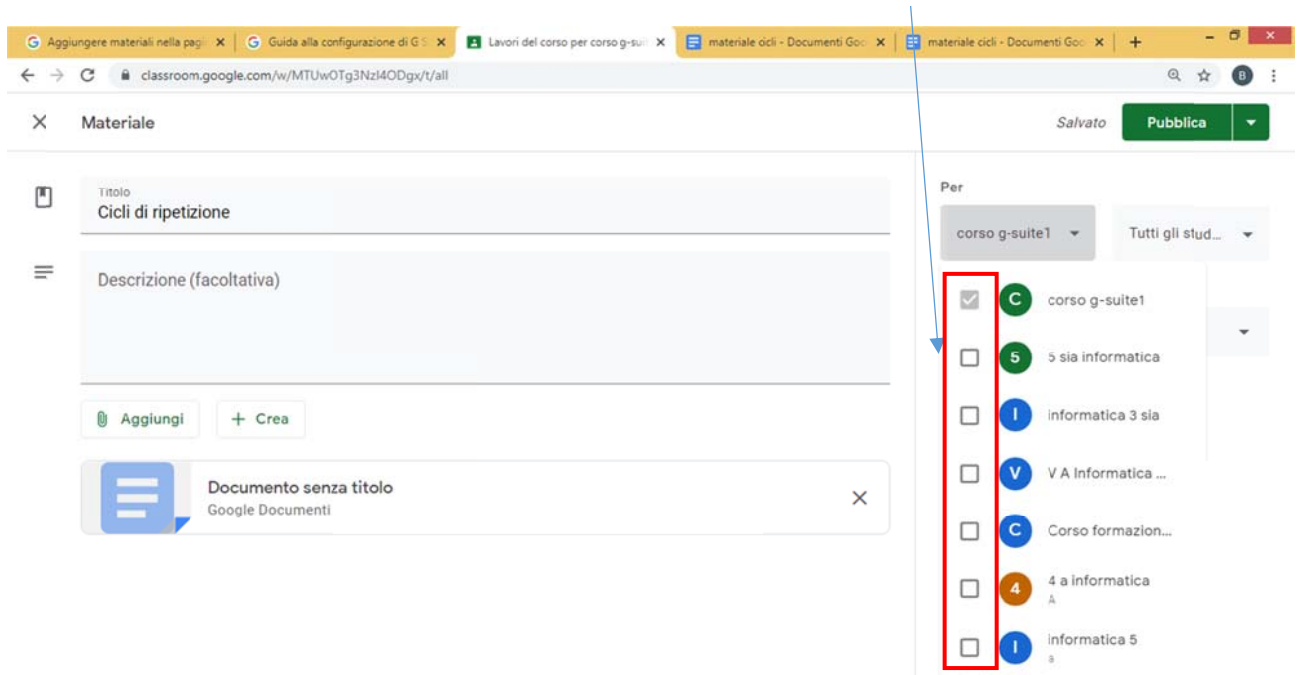 Aggiungere materiali nella pagi
Guida alla configurazione di G S
Lavori del corso per corso g-suit
materiale cicli - Documenti Goo
materiale cicli - Documenti Goo
classroom.google.com/w/MTUwOTg3NzI4ODgx/t/all
B
Materiale
Salvato
Pubblica
Titolo
Cicli di ripetizione
Descrizione (facoltativa)
Aggiungi
+ Crea
Documento senza titolo
Google Documenti
Per
corso g-suite1
Tutti gli stud...
C corso g-suite1
5 5 sia informatica
I informatica 3 sia
V V A Informatica ...
C Corso formazion...
4 4 a informatica
A
I informatica 5
a